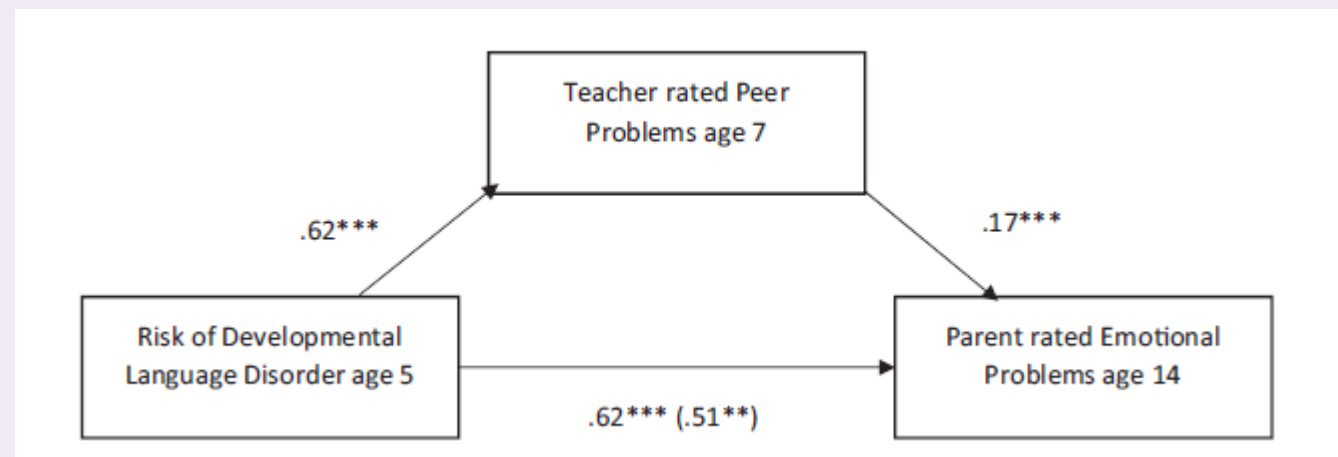 Teacher rated Peer
Problems age 7
.62***
.17***
Risk of Developmental
Language Disorder age 5
Parent rated Emotional
Problems age 14
.62*** (.51**)